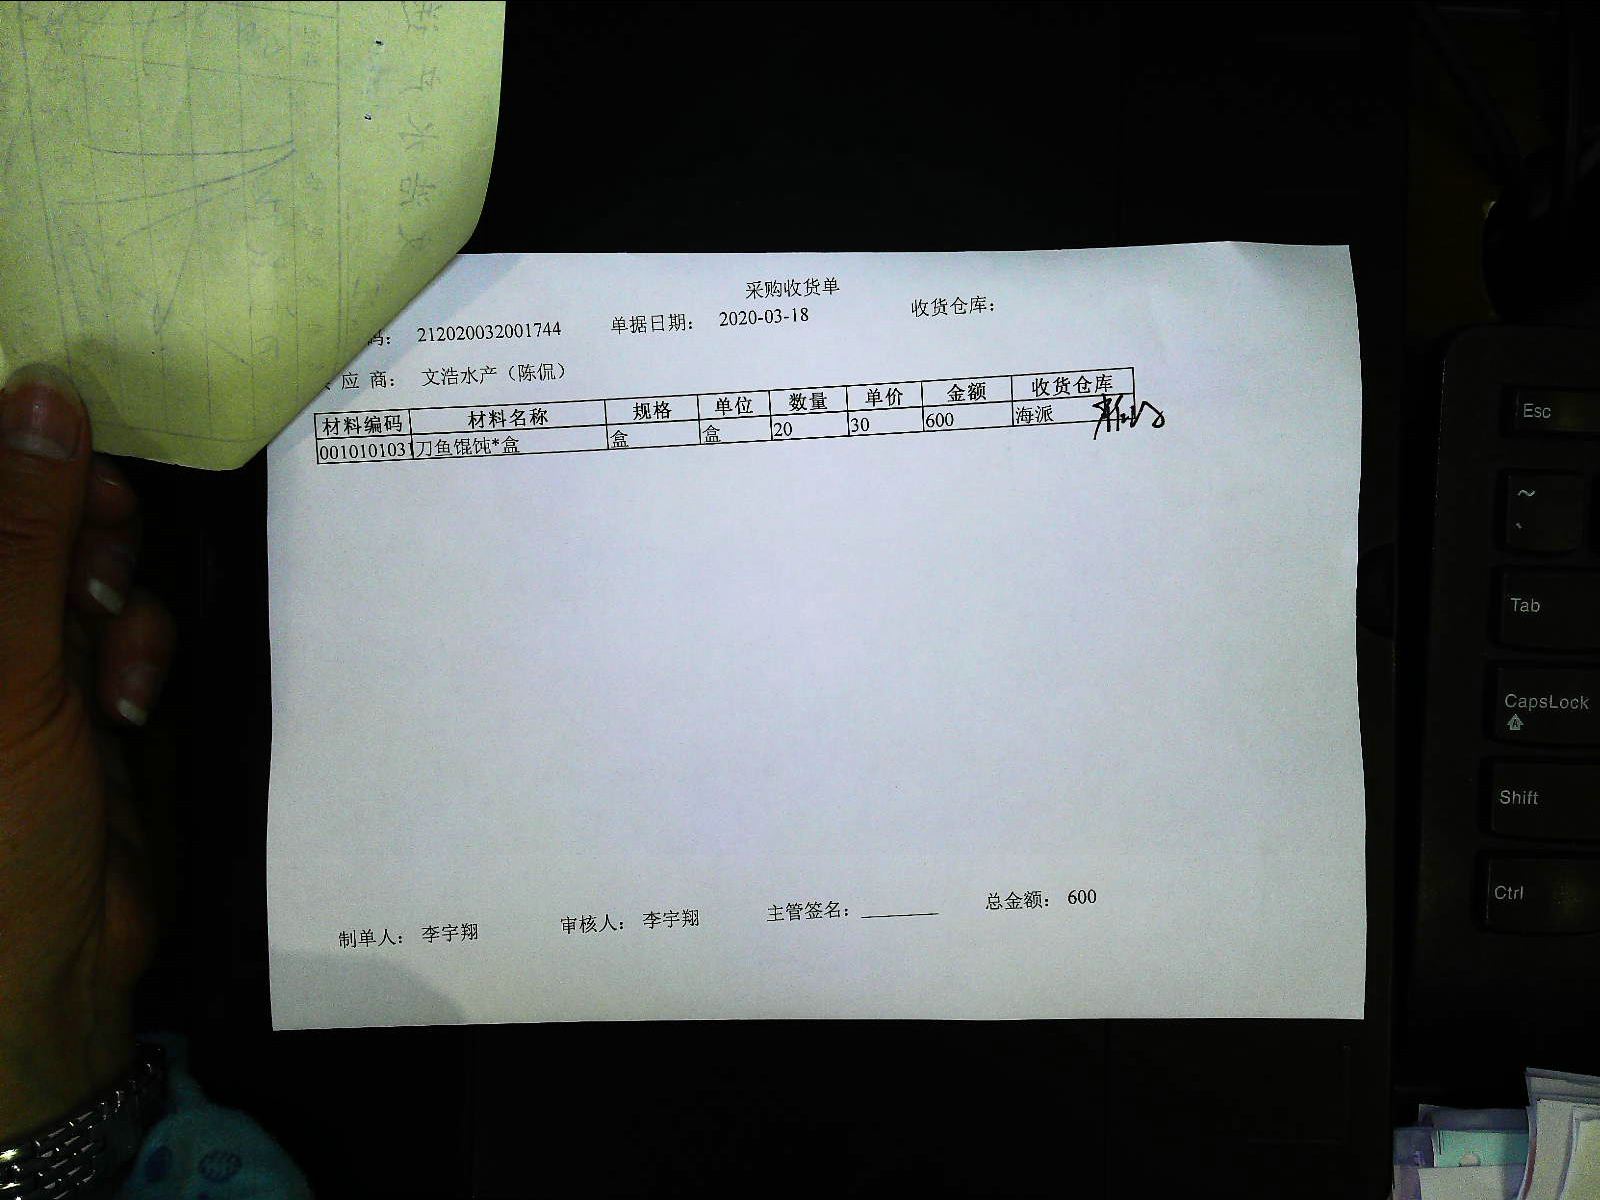 采购收货单
码： 212020032001744 单据日期： 2020-03-18 收货仓库：
应 商： 文浩水产（陈侃）
材料编码 材料名称 规格 单位 数量 单价 金额 收货仓库
0010101031 刀鱼馄饨*盒 盒 盒 20 30 600 海派
制单人： 李宇翔 审核人： 李宇翔 主管签名： 总金额： 600
Esc
~
Tab
CapsLock
Shift
Ctrl